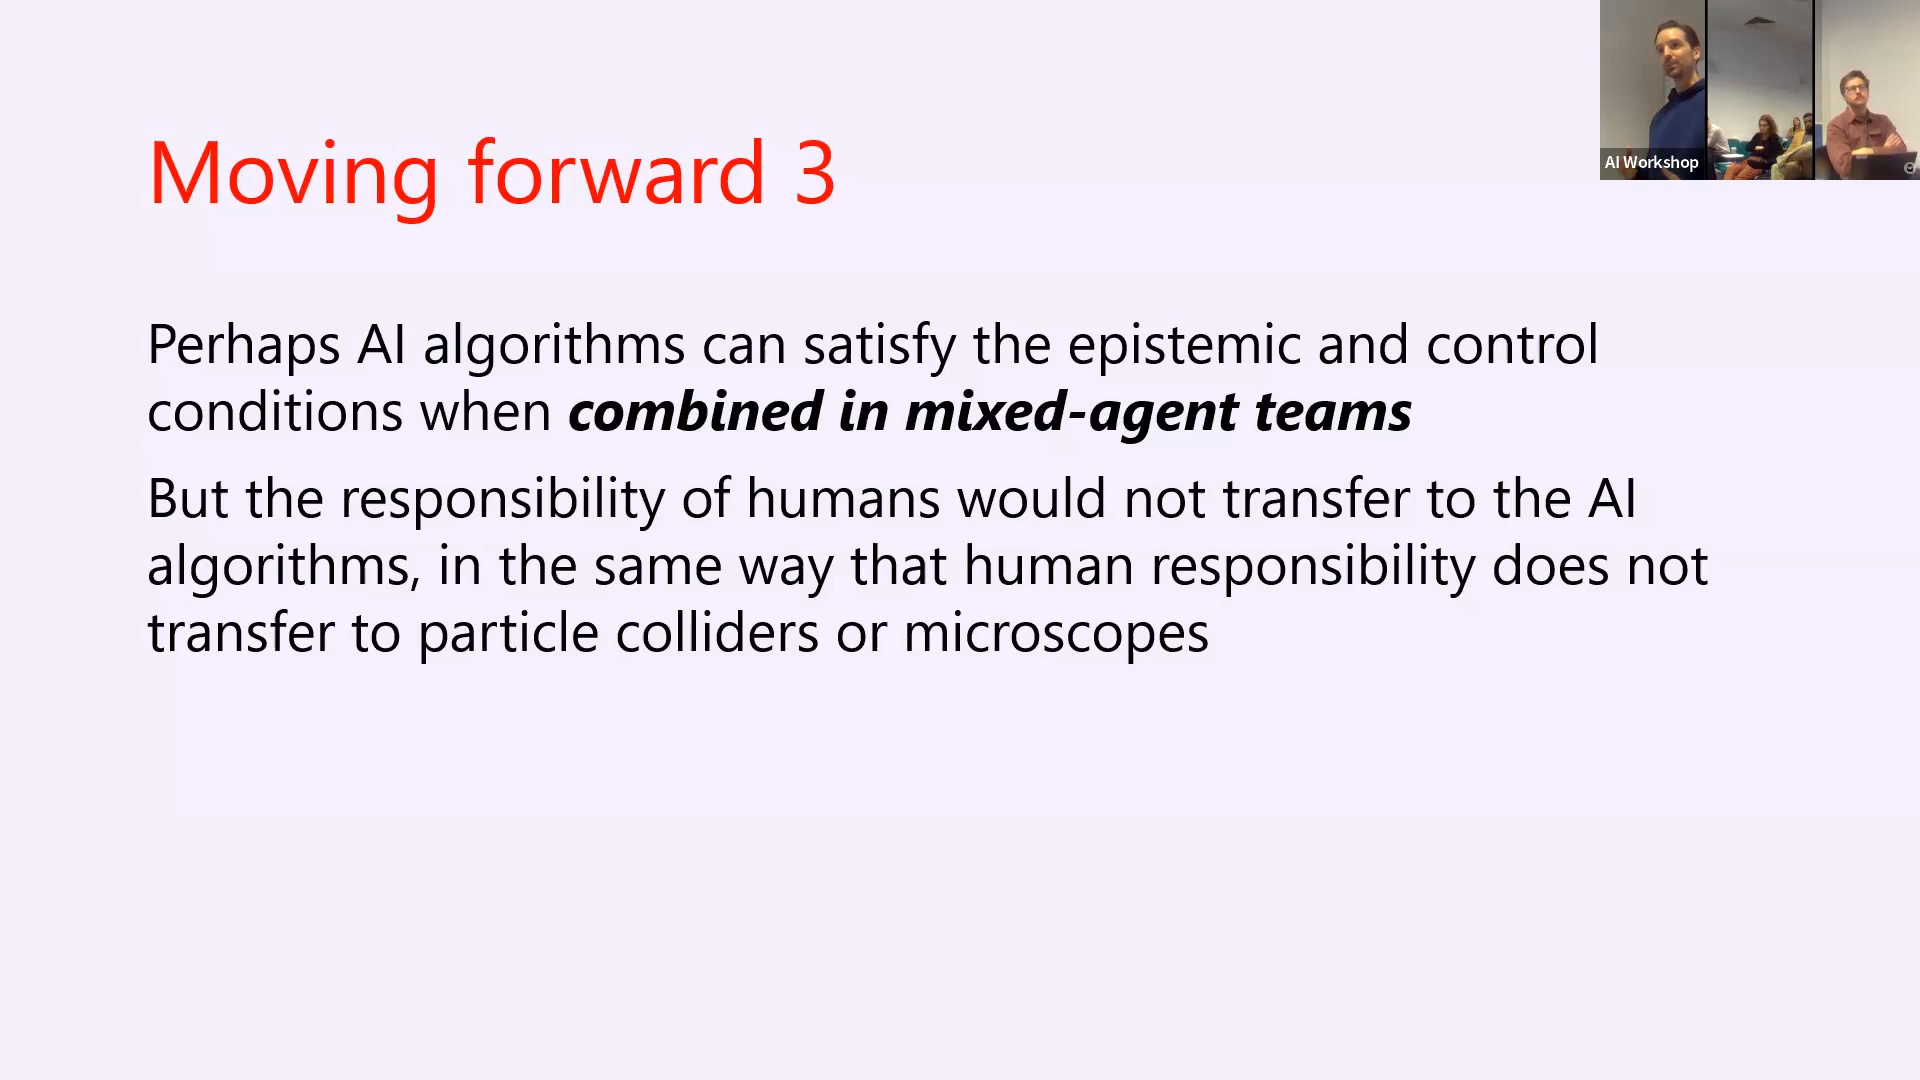 Moving forward 3
AI Workshop
Perhaps AI algorithms can satisfy the epistemic and control
conditions when combined in mixed-agent teams
But the responsibility of humans would not transfer to the AI
algorithms, in the same way that human responsibility does not
transfer to particle colliders or microscopes